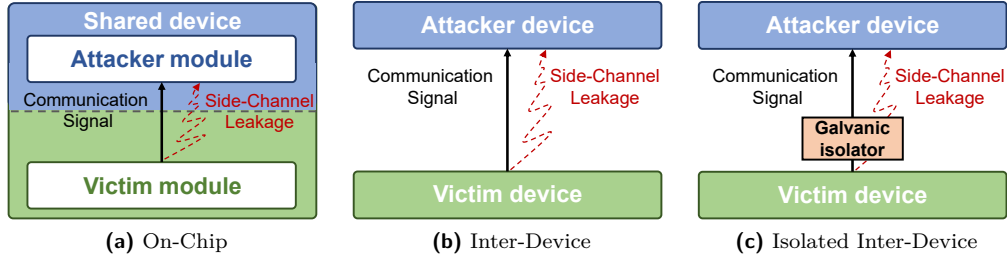 Shared device
Attacker module
Communication
Signal
Side-Channel
Leakage
Victim module
(a) On-Chip
Attacker device
Communication
Signal
Side-Channel
Leakage
Victim device
(b) Inter-Device
Attacker device
Communication
Signal
Side-Channel
Leakage
Galvanic
isolator
Victim device
(c) Isolated Inter-Device